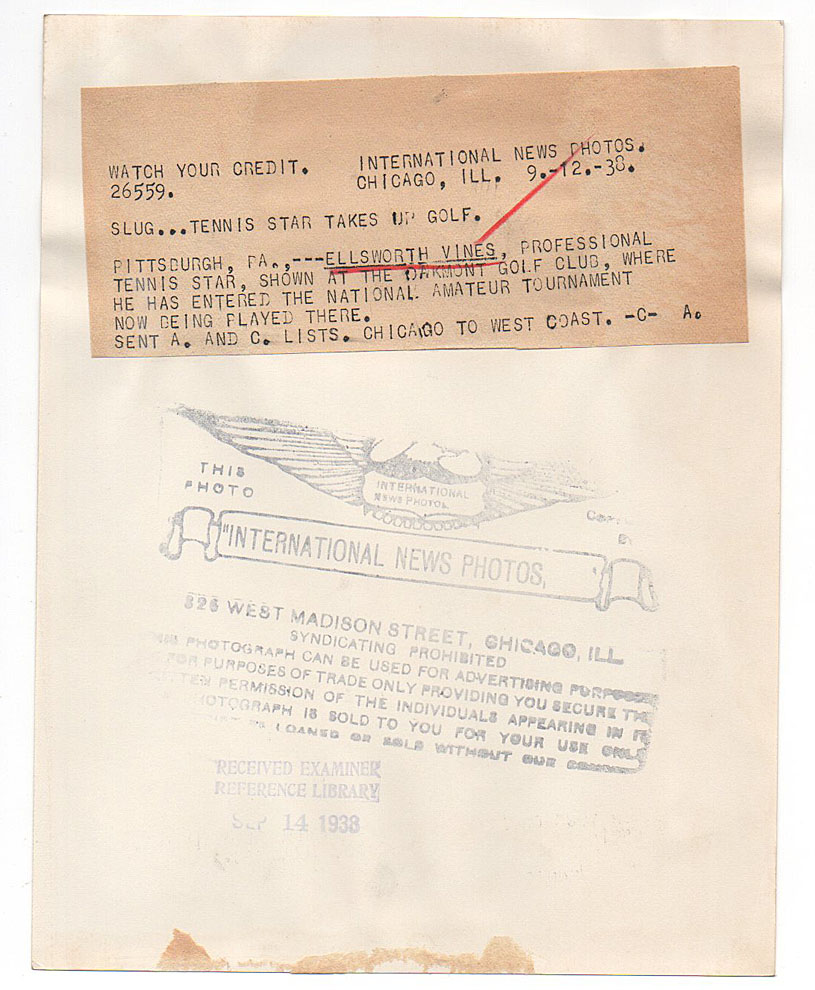 WATCH YOUR CREDIT. INTERNATIONAL NEWS PHOTOS.
26559. CHICAGO, ILL. 9.-12.-38.
SLUG...TENNIS STAR TAKES UP GOLF.
PITTSBURGH, PA.,---ELLSWORTH VINES, PROFESSIONAL
TENNIS STAR, SHOWN AT THE OAKMONT GOLF CLUB, WHERE
HE HAS ENTERED THE NATIONAL AMATEUR TOURNAMENT
NOW BEING PLAYED THERE.
SENT A. AND C. LISTS. CHICAGO TO WEST COAST. -C- A.
THIS
PHOTO
INTERNATIONAL
NEWS PHOTOS
"INTERNATIONAL NEWS PHOTOS,
326 WEST MADISON STREET, CHICAGO, ILL.
SYNDICATING PROHIBITED
PHOTOGRAPH CAN BE USED FOR ADVERTISING PURPOSES
FOR PURPOSES OF TRADE ONLY PROVIDING YOU SECURE THE
PERMISSION OF THE INDIVIDUALS APPEARING IN IT
PHOTOGRAPH IS SOLD TO YOU FOR YOUR USE ONLY
LOANED OR SOLD WITHOUT OUR
RECEIVED EXAMINER
REFERENCE LIBRARY
SEP 14 1938